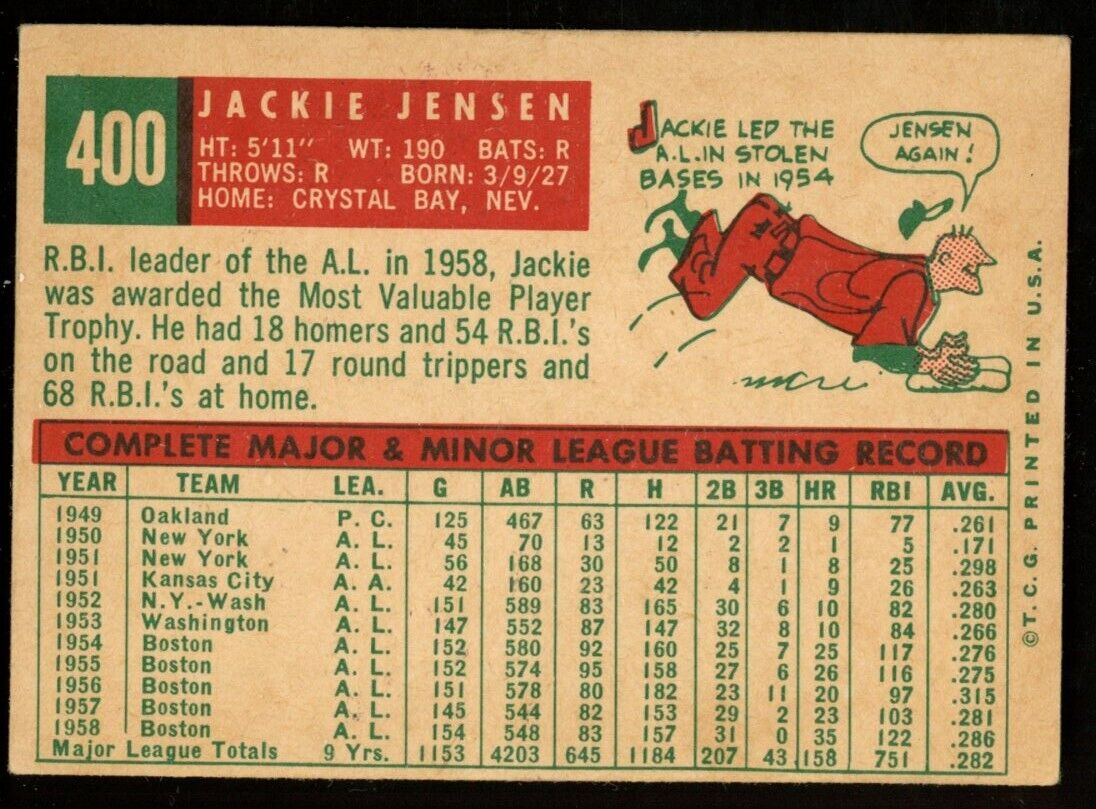 400
JACKIE JENSEN
HT: 5'11" WT: 190 BATS: R
THROWS: R BORN: 3/9/27
HOME: CRYSTAL BAY, NEV.
JACKIE LED THE
A.L. IN STOLEN
BASES IN 1954
JENSEN
AGAIN!
R.B.I. leader of the A.L. in 1958, Jackie
was awarded the Most Valuable Player
Trophy. He had 18 homers and 54 R.B.I.'s
on the road and 17 round trippers and
68 R.B.I.'s at home.
COMPLETE MAJOR & MINOR LEAGUE BATTING RECORD
YEAR TEAM LEA. G AB R H 2B 3B HR RBI AVG.
1949 Oakland P. C. 125 467 63 122 21 7 9 77 .261
1950 New York A. L. 45 70 13 12 2 2 1 5 .171
1951 New York A. L. 56 168 30 50 8 1 8 25 .298
1951 Kansas City A. A. 42 160 23 42 4 1 9 26 .263
1952 N.Y.-Wash A. L. 151 589 83 165 30 6 10 82 .280
1953 Washington A. L. 147 552 87 147 32 8 10 84 .266
1954 Boston A. L. 152 580 92 160 25 7 25 117 .276
1955 Boston A. L. 152 574 95 158 27 6 26 116 .275
1956 Boston A. L. 151 578 80 182 23 11 20 97 .315
1957 Boston A. L. 145 544 82 153 29 2 23 103 .281
1958 Boston A. L. 154 548 83 157 31 0 35 122 .286
Major League Totals 9 Yrs. 1153 4203 645 1184 207 43 158 751 .282
©T. C. G. PRINTED IN U.S.A.